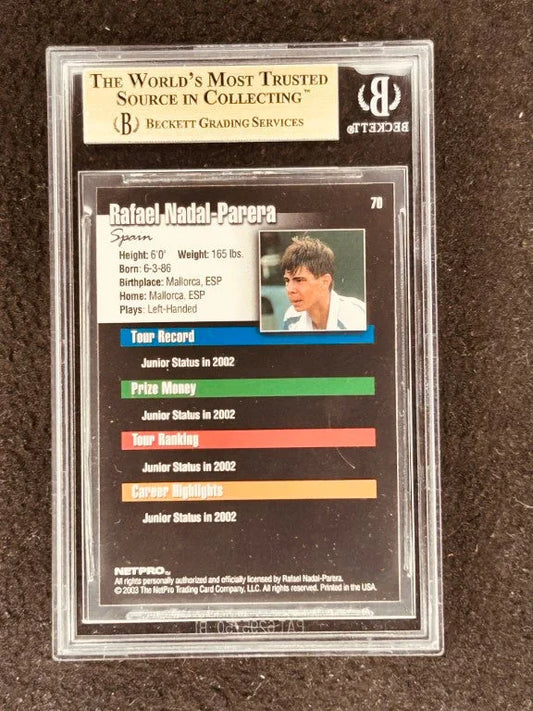 THE WORLD'S MOST TRUSTED
SOURCE IN COLLECTING™
(B) BECKETT GRADING SERVICES
B
BECKETT
Rafael Nadal-Parera
70
Spain
Height: 6'0' Weight: 165 lbs.
Born: 6-3-86
Birthplace: Mallorca, ESP
Home: Mallorca, ESP
Plays: Left-Handed
Tour Record
Junior Status in 2002
Prize Money
Junior Status in 2002
Tour Ranking
Junior Status in 2002
Career Highlights
Junior Status in 2002
NETPRO
All rights personally authorized and officially licensed by Rafael Nadal-Parera.
© 2003 The NetPro Trading Card Company, LLC. All rights reserved. Printed in the USA.